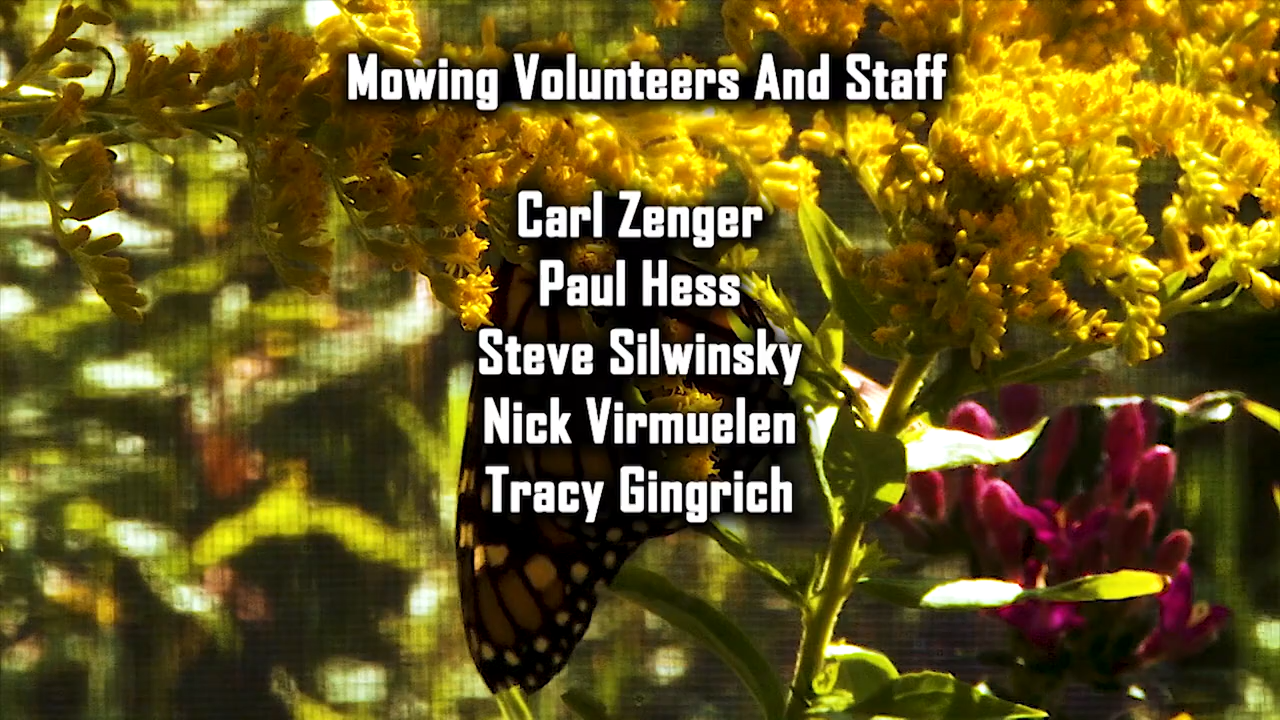 Mowing Volunteers And Staff
Carl Zenger
Paul Hess
Steve Silwinsky
Nick Virmuelen
Tracy Gingrich